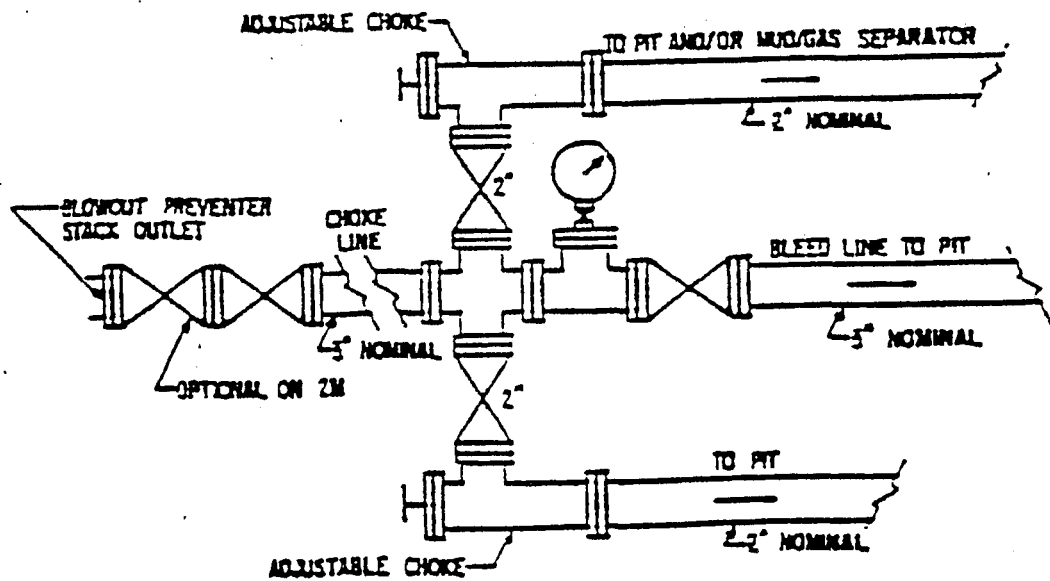 ADJUSTABLE CHOKE
TO PIT AND/OR MUD/GAS SEPARATOR
2" NOMINAL
2"
BLOWOUT PREVENTER
STACK OUTLET
CHOKE
LINE
BLEED LINE TO PIT
3" NOMINAL
3" NOMINAL
OPTIONAL ON 2M
2"
TO PIT
2" NOMINAL
ADJUSTABLE CHOKE